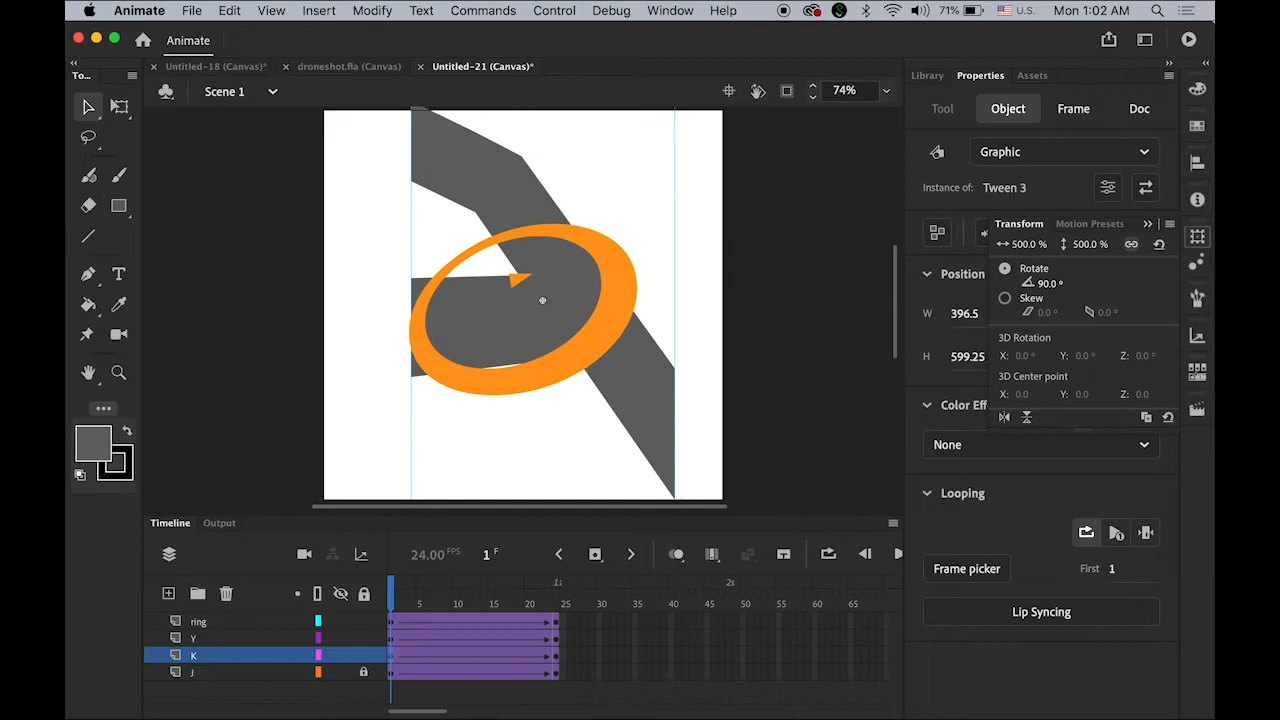 Animate File Edit View Insert Modify Text Commands Control Debug Window Help 71% U.S. Mon 1:02 AM
Animate
To...
Untitled-18 (Canvas)* droneshot.fla (Canvas) Untitled-21 (Canvas)*
Library Properties Assets
Scene 1 74%
Tool Object Frame Doc
Graphic
Instance of: Tween 3
Transform Motion Presets
500.0 % 500.0 %
Rotate
90.0 °
Skew
0.0 ° 0.0 °
3D Rotation
X: 0.0 ° Y: 0.0 ° Z: 0.0 °
3D Center point
X: 0.0 Y: 0.0 Z: 0.0
Position
W 396.5
H 599.25
Color Eff
None
Looping
Frame picker First 1
Lip Syncing
Timeline Output
24.00 FPS 1 F
1s 2s
5 10 15 20 25 30 35 40 45 50 55 60 65
ring
Y
K
J